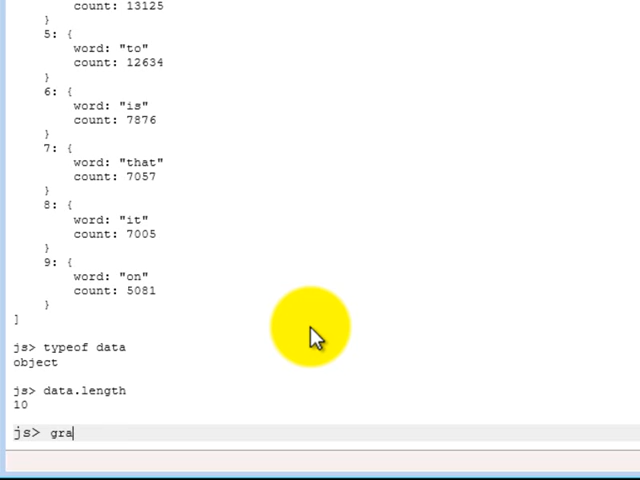 count: 13125
}
5: {
word: "to"
count: 12634
}
6: {
word: "is"
count: 7876
}
7: {
word: "that"
count: 7057
}
8: {
word: "it"
count: 7005
}
9: {
word: "on"
count: 5081
}
]
js> typeof data
object
js> data.length
10
js> gra